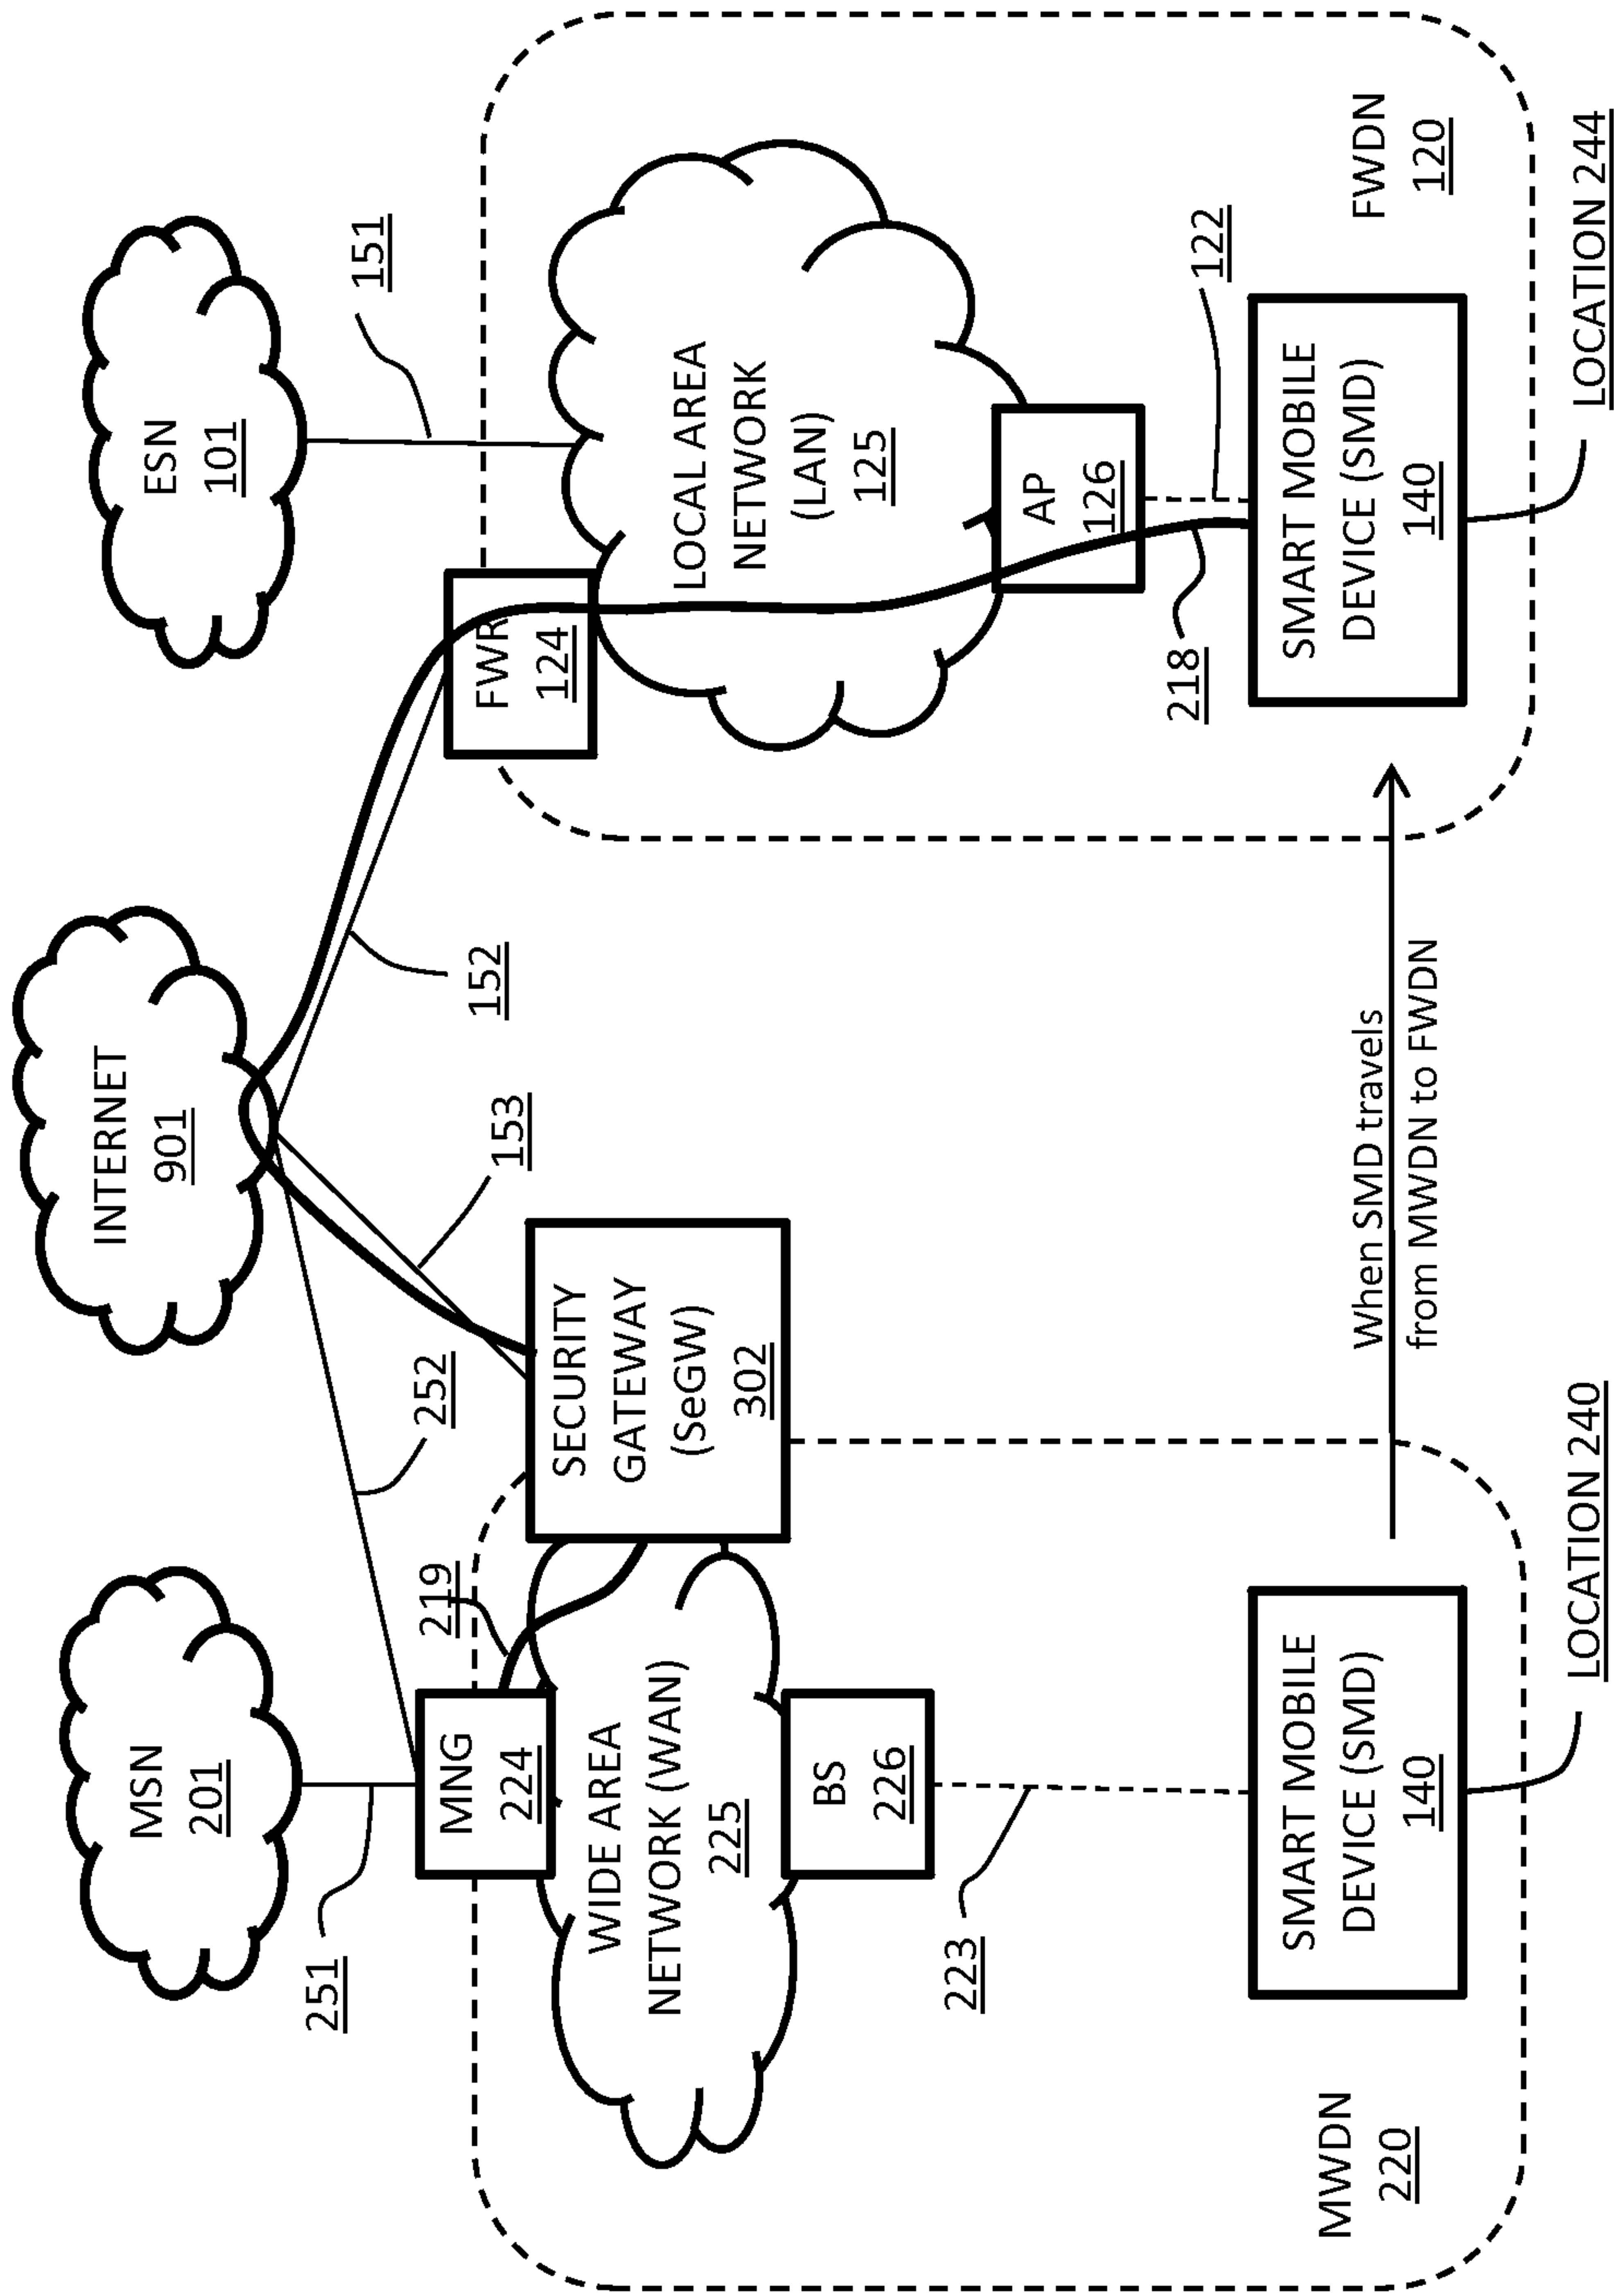 MSN
201
INTERNET
901
ESN
101
251
252
153
152
151
219
MNG
224
SECURITY
GATEWAY
(SeGW)
302
FWR
124
WIDE AREA
NETWORK (WAN)
225
LOCAL AREA
NETWORK
(LAN)
125
BS
226
AP
126
223
218
122
MWDN
220
SMART MOBILE
DEVICE (SMD)
140
When SMD travels
from MWDN to FWDN
SMART MOBILE
DEVICE (SMD)
140
FWDN
120
LOCATION 240
LOCATION 244